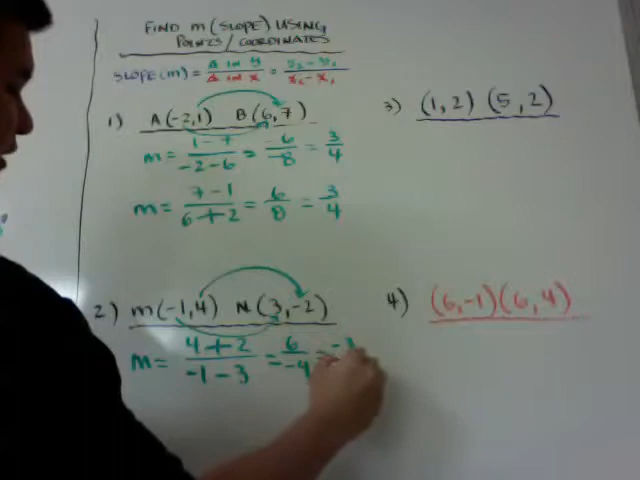 FIND m (SLOPE) USING
POINTS / COORDINATES
SLOPE(m) = Δ in y / Δ in x = y₂ - y₁ / x₂ - x₁
1) A(-2,1) B(6,7)
m = 1-7 / -2-6 = -6 / -8 = 3/4
m = 7-1 / 6+2 = 6/8 = 3/4
2) m(-1,4) N(3,-2)
m = 4+2 / -1-3 = 6 / -4 =
3) (1,2) (5,2)
4) (6,-1)(6,4)